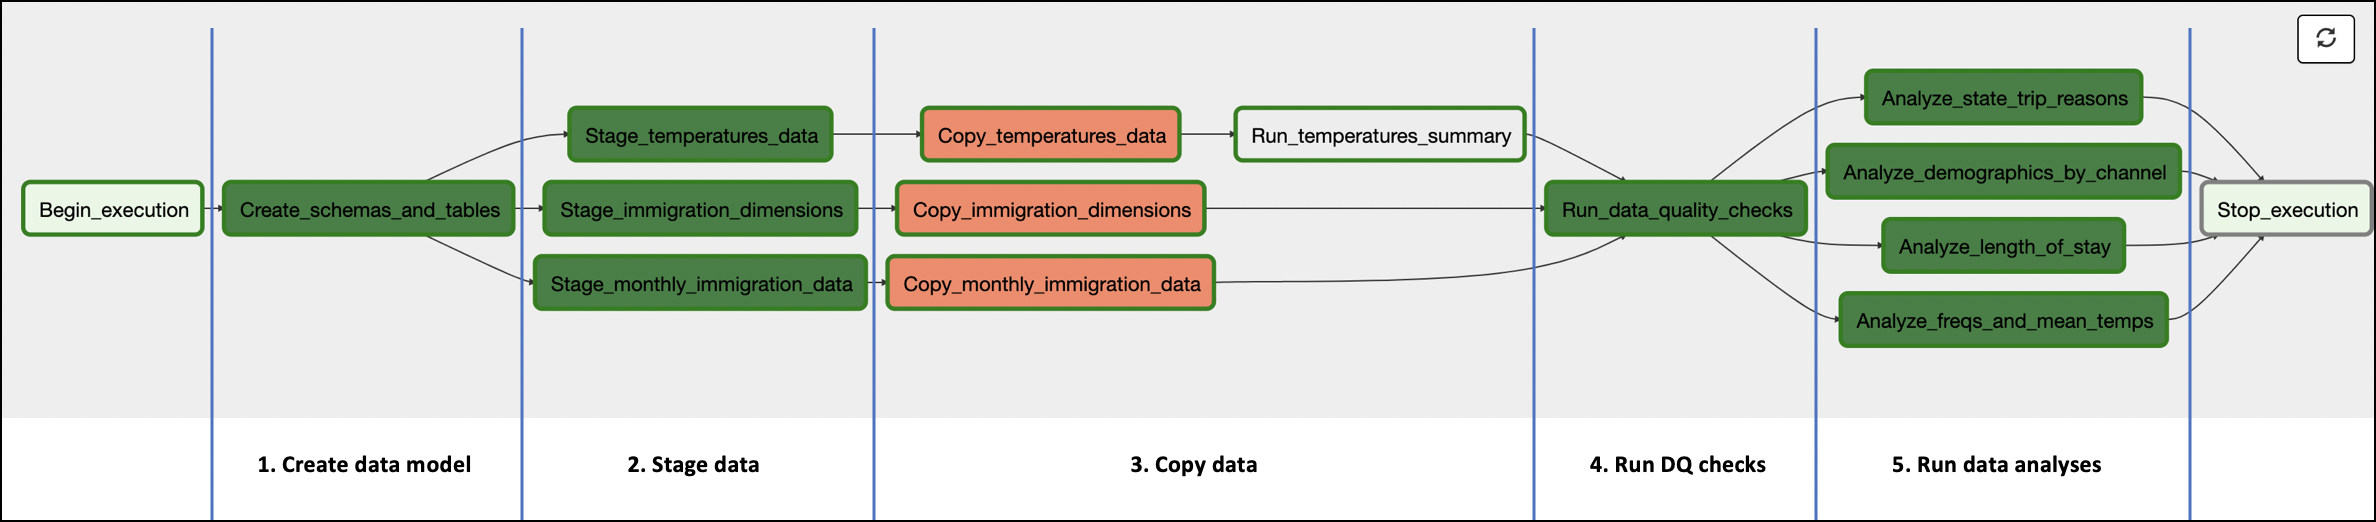 Begin_execution
Create_schemas_and_tables
Stage_temperatures_data
Stage_immigration_dimensions
Stage_monthly_immigration_data
Copy_temperatures_data
Run_temperatures_summary
Copy_immigration_dimensions
Copy_monthly_immigration_data
Run_data_quality_checks
Analyze_state_trip_reasons
Analyze_demographics_by_channel
Analyze_length_of_stay
Analyze_freqs_and_mean_temps
Stop_execution
1. Create data model
2. Stage data
3. Copy data
4. Run DQ checks
5. Run data analyses